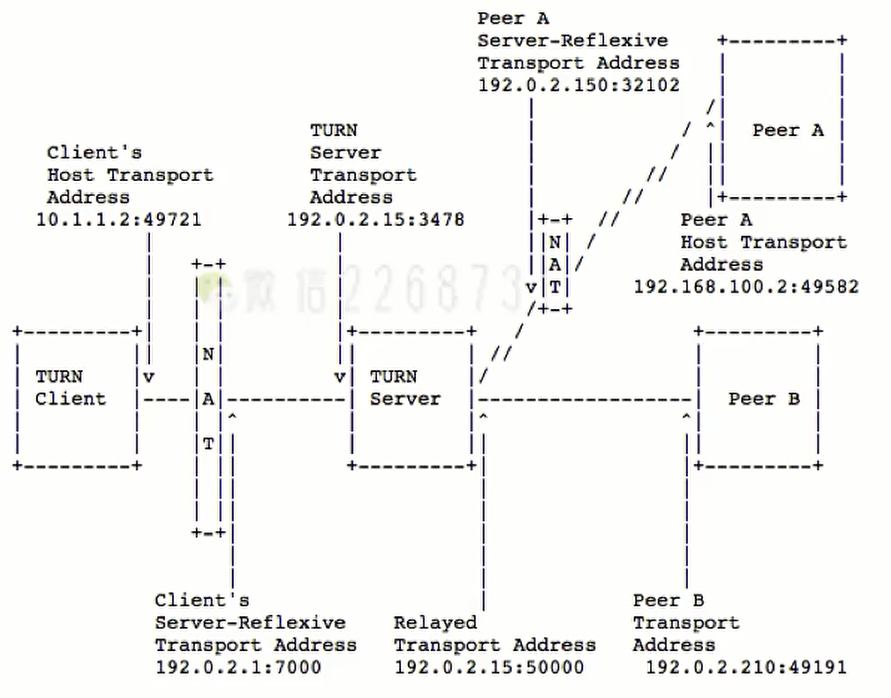 Peer A
Server-Reflexive
Transport Address
192.0.2.150:32102
Peer A
TURN
Server
Transport
Address
192.0.2.15:3478
Client's
Host Transport
Address
10.1.1.2:49721
Peer A
Host Transport
Address
192.168.100.2:49582
N
A
T
微信226873
TURN
Client
N
A
T
TURN
Server
Peer B
Client's
Server-Reflexive
Transport Address
192.0.2.1:7000
Relayed
Transport Address
192.0.2.15:50000
Peer B
Transport
Address
192.0.2.210:49191